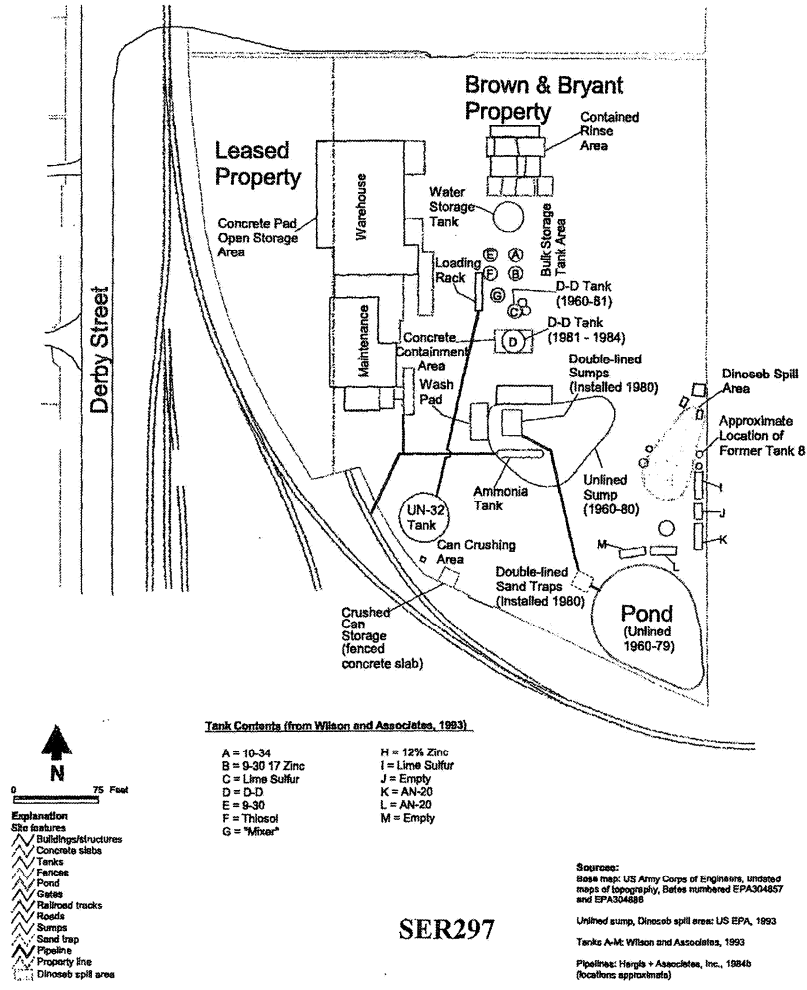 Brown & Bryant
Property
Contained
Rinse
Area
Leased
Property
Warehouse
Water
Storage
Tank
Concrete Pad
Open Storage
Area
Bulk Storage
Tank Area
Loading
Rack
E
A
F
B
G
C
D-D Tank
(1960-81)
D-D Tank
(1981 - 1984)
D
Derby Street
Maintenance
Concrete
Containment
Area
Wash
Pad
Double-lined
Sumps
(Installed 1980)
Dinoseb Spill
Area
Approximate
Location of
Former Tank 8
Ammonia
Tank
Unlined
Sump
(1960-80)
I
J
K
UN-32
Tank
M
L
Can Crushing
Area
Double-lined
Sand Traps
(Installed 1980)
Pond
(Unlined
1960-79)
Crushed
Can
Storage
(fenced
concrete slab)
Tank Contents (from Wilson and Associates, 1993)
A = 10-34
B = 9-30 17 Zinc
C = Lime Sulfur
D = D-D
E = 9-30
F = Thiosol
G = "Mixer"
H = 12% Zinc
I = Lime Sulfur
J = Empty
K = AN-20
L = AN-20
M = Empty
N
0 75 Feet
Explanation
Site features
Buildings/structures
Concrete slabs
Tanks
Fences
Pond
Gates
Railroad tracks
Roads
Sumps
Sand trap
Pipeline
Property line
Dinoseb spill area
SER297
Sources:
Base map: US Army Corps of Engineers, undated
maps of topography, Bates numbered EPA304857
and EPA304886
Unlined sump, Dinoseb spill area: US EPA, 1993
Tanks A-M: Wilson and Associates, 1993
Pipelines: Hargis + Associates, Inc., 1984b
(locations approximate)